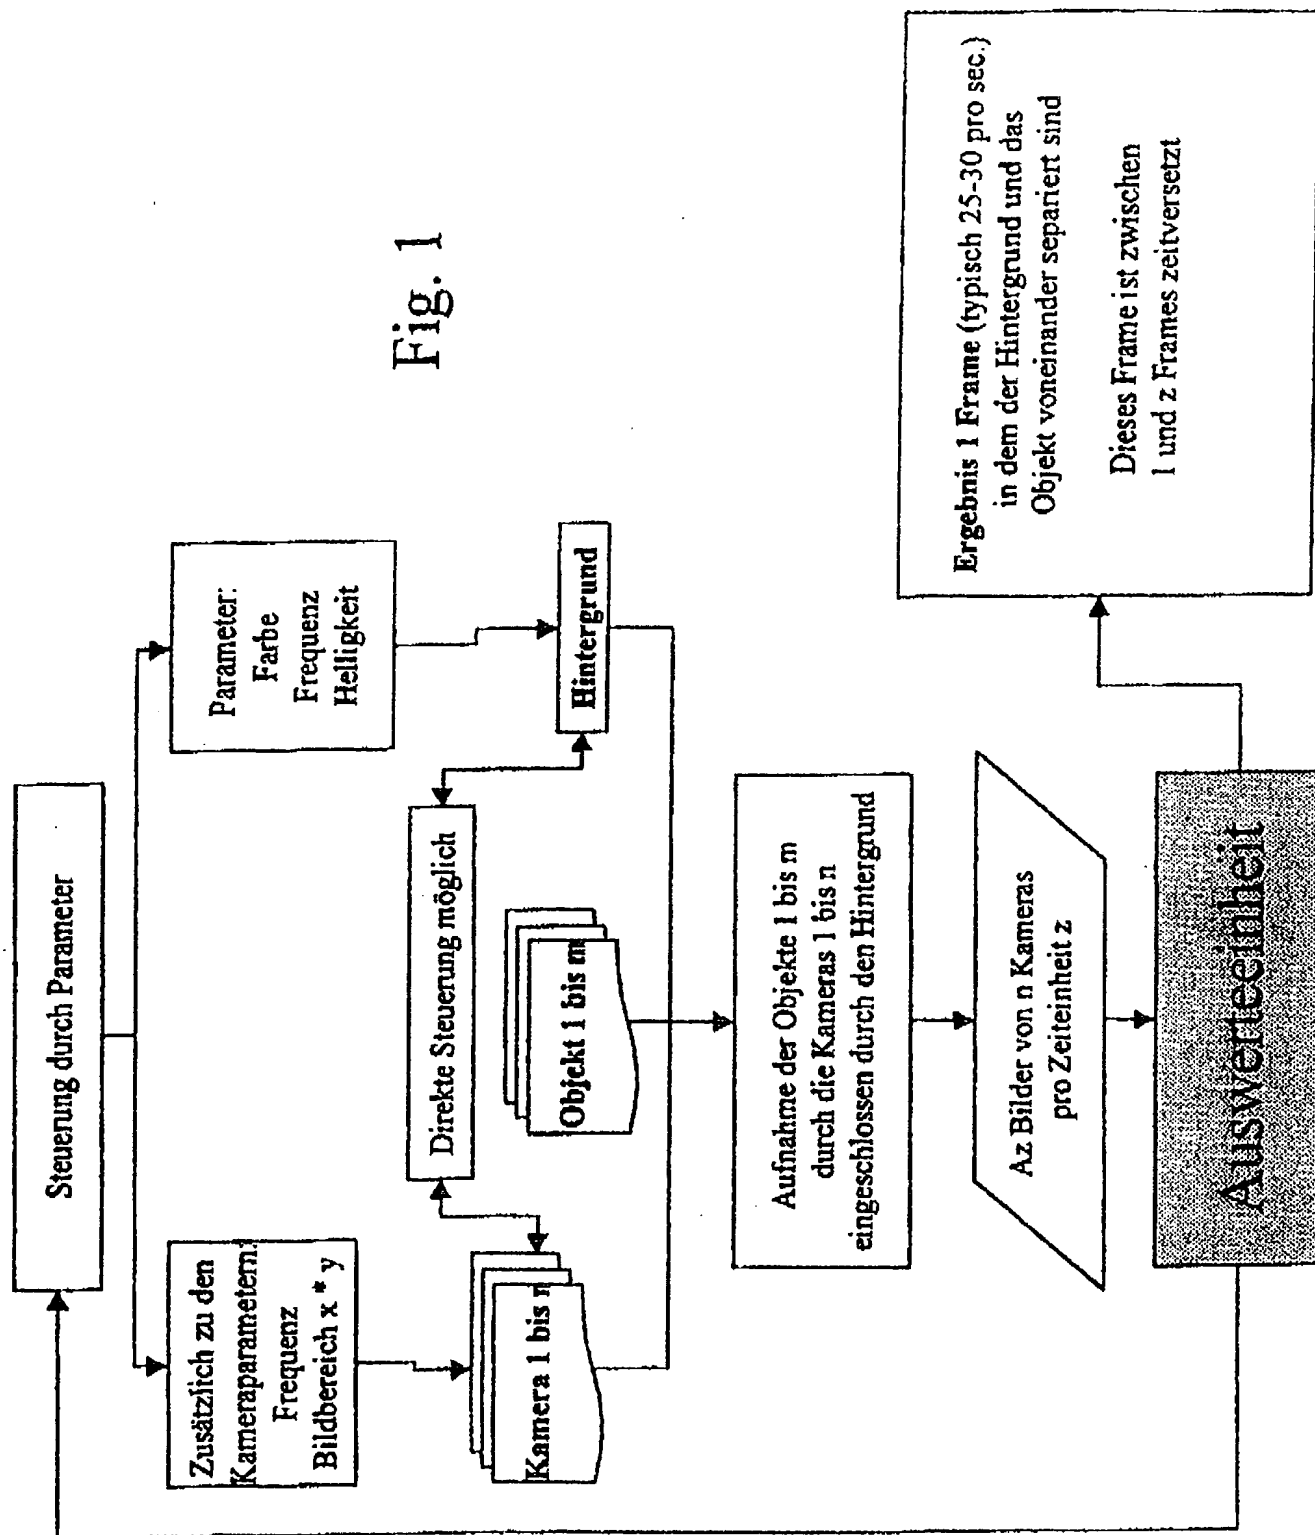 Steuerung durch Parameter
Zusätzlich zu den
Kameraparametern:
Frequenz
Bildbereich x * y
Parameter:
Farbe
Frequenz
Helligkeit
Direkte Steuerung möglich
Kamera 1 bis n
Objekt 1 bis m
Hintergrund
Fig. 1
Aufnahme der Objekte 1 bis m
durch die Kameras 1 bis n
eingeschlossen durch den Hintergrund
Az Bilder von n Kameras
pro Zeiteinheit z
Auswerteeinheit
Ergebnis 1 Frame (typisch 25-30 pro sec.)
in dem der Hintergrund und das
Objekt voneinander separiert sind
Dieses Frame ist zwischen
1 und z Frames zeitversetzt